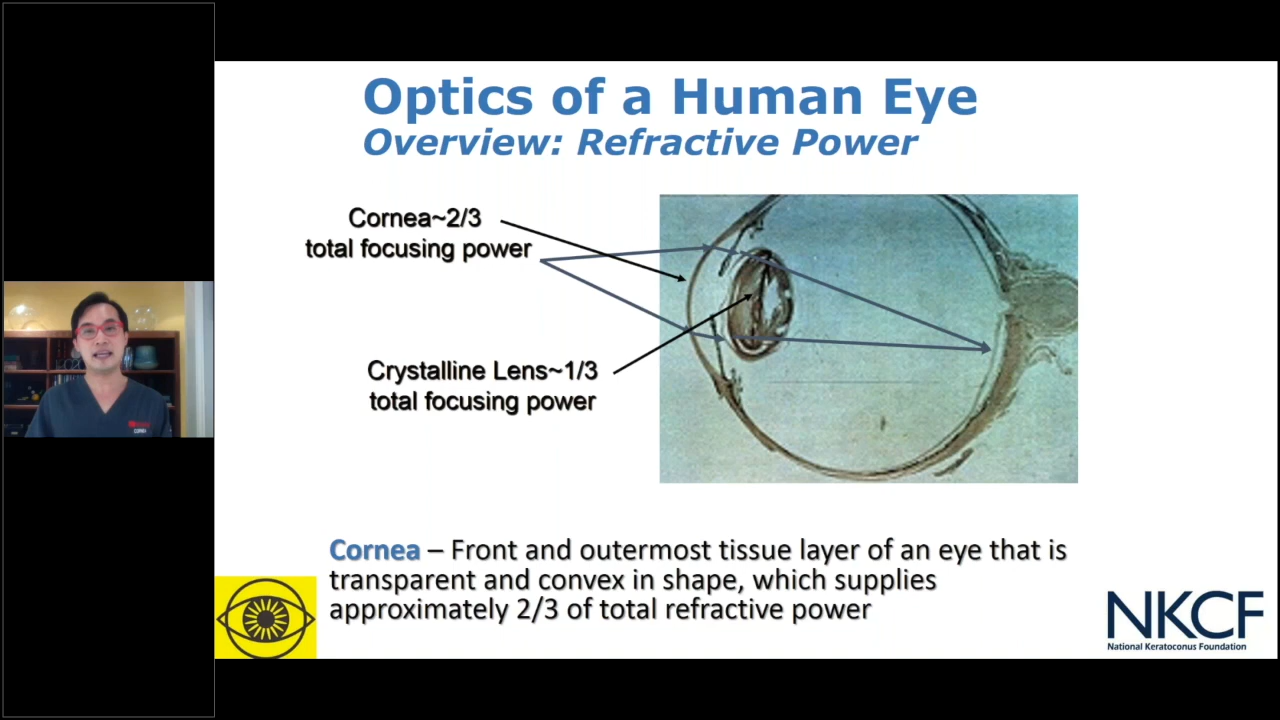 Optics of a Human Eye
Overview: Refractive Power
Cornea~2/3
total focusing power
Crystalline Lens~1/3
total focusing power
Cornea – Front and outermost tissue layer of an eye that is
transparent and convex in shape, which supplies
approximately 2/3 of total refractive power
NKCF
National Keratoconus Foundation